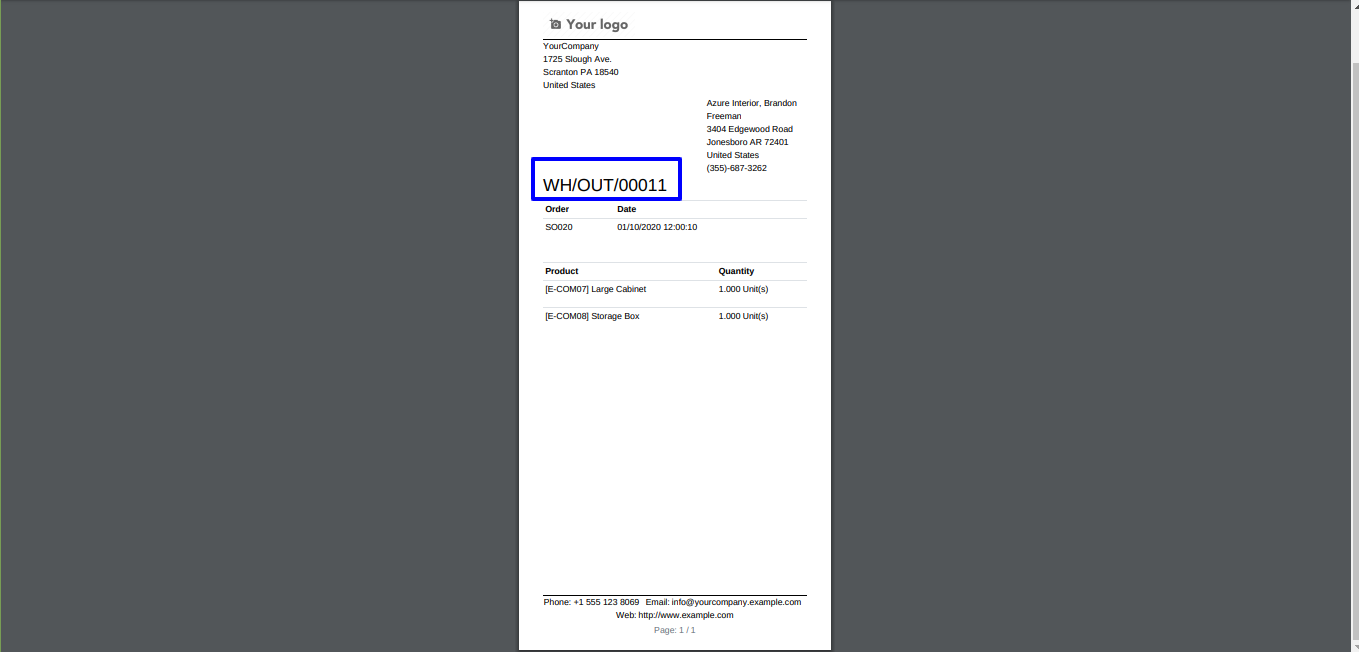 Your logo
YourCompany
1725 Slough Ave.
Scranton PA 18540
United States
Azure Interior, Brandon
Freeman
3404 Edgewood Road
Jonesboro AR 72401
United States
(355)-687-3262
WH/OUT/00011
Order Date
SO020 01/10/2020 12:00:10
Product Quantity
[E-COM07] Large Cabinet 1.000 Unit(s)
[E-COM08] Storage Box 1.000 Unit(s)
Phone: +1 555 123 8069 Email: info@yourcompany.example.com
Web: http://www.example.com
Page: 1 / 1